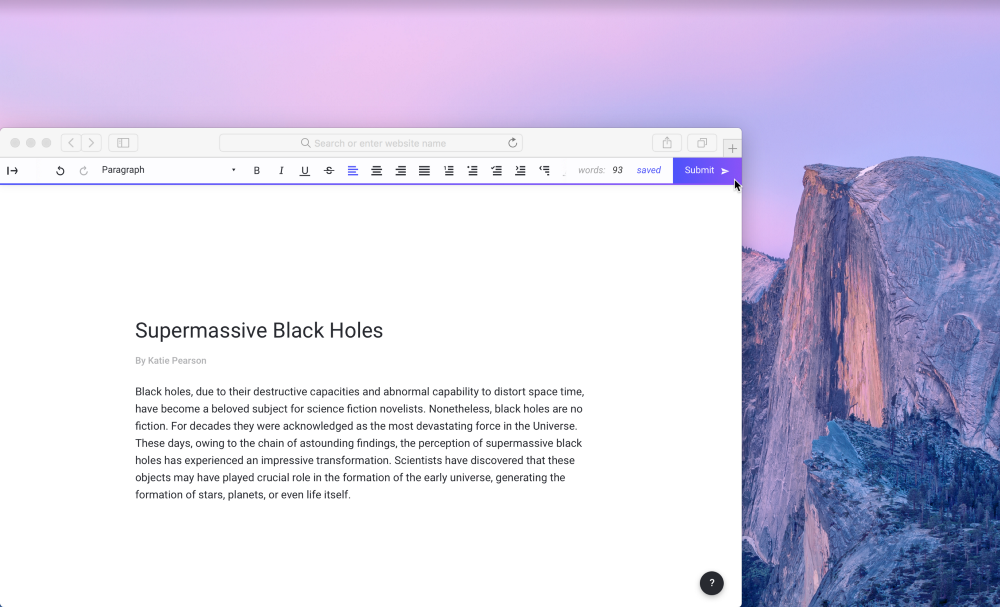 Search or enter website name
Paragraph B I U S words: 93 saved Submit
Supermassive Black Holes
By Katie Pearson
Black holes, due to their destructive capacities and abnormal capability to distort space time,
have become a beloved subject for science fiction novelists. Nonetheless, black holes are no
fiction. For decades they were acknowledged as the most devastating force in the Universe.
These days, owing to the chain of astounding findings, the perception of supermassive black
holes has experienced an impressive transformation. Scientists have discovered that these
objects may have played crucial role in the formation of the early universe, generating the
formation of stars, planets, or even life itself.
?